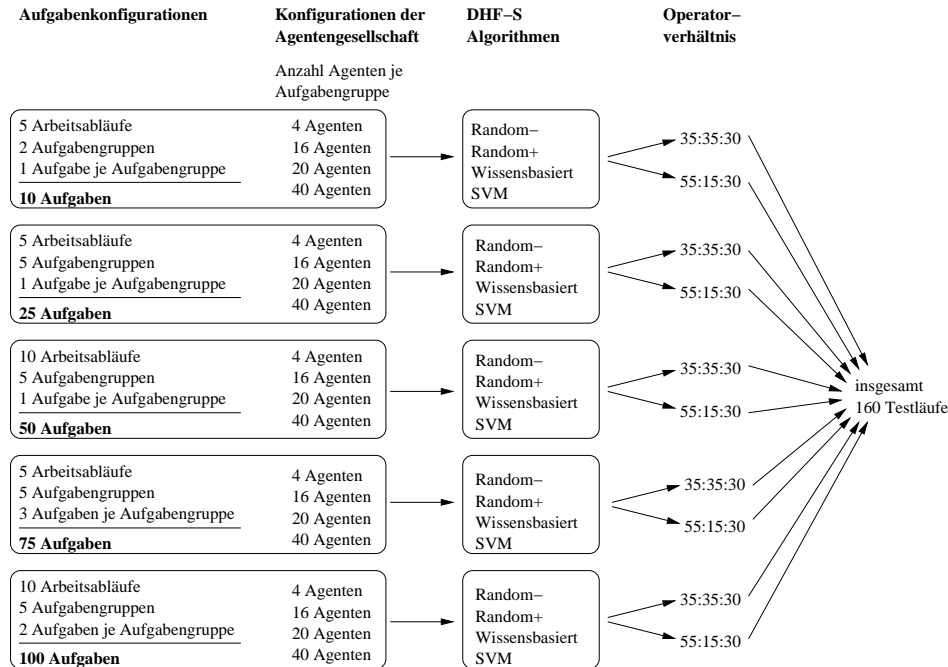 Aufgabenkonfigurationen
Konfigurationen der
Agentengesellschaft
DHF–S
Algorithmen
Operator–
verhältnis
Anzahl Agenten je
Aufgabengruppe
5 Arbeitsabläufe
2 Aufgabengruppen
1 Aufgabe je Aufgabengruppe
10 Aufgaben
4 Agenten
16 Agenten
20 Agenten
40 Agenten
Random–
Random+
Wissensbasiert
SVM
35:35:30
55:15:30
5 Arbeitsabläufe
5 Aufgabengruppen
1 Aufgabe je Aufgabengruppe
25 Aufgaben
4 Agenten
16 Agenten
20 Agenten
40 Agenten
Random–
Random+
Wissensbasiert
SVM
35:35:30
55:15:30
10 Arbeitsabläufe
5 Aufgabengruppen
1 Aufgabe je Aufgabengruppe
50 Aufgaben
4 Agenten
16 Agenten
20 Agenten
40 Agenten
Random–
Random+
Wissensbasiert
SVM
35:35:30
55:15:30
insgesamt
160 Testläufe
5 Arbeitsabläufe
5 Aufgabengruppen
3 Aufgaben je Aufgabengruppe
75 Aufgaben
4 Agenten
16 Agenten
20 Agenten
40 Agenten
Random–
Random+
Wissensbasiert
SVM
35:35:30
55:15:30
10 Arbeitsabläufe
5 Aufgabengruppen
2 Aufgaben je Aufgabengruppe
100 Aufgaben
4 Agenten
16 Agenten
20 Agenten
40 Agenten
Random–
Random+
Wissensbasiert
SVM
35:35:30
55:15:30